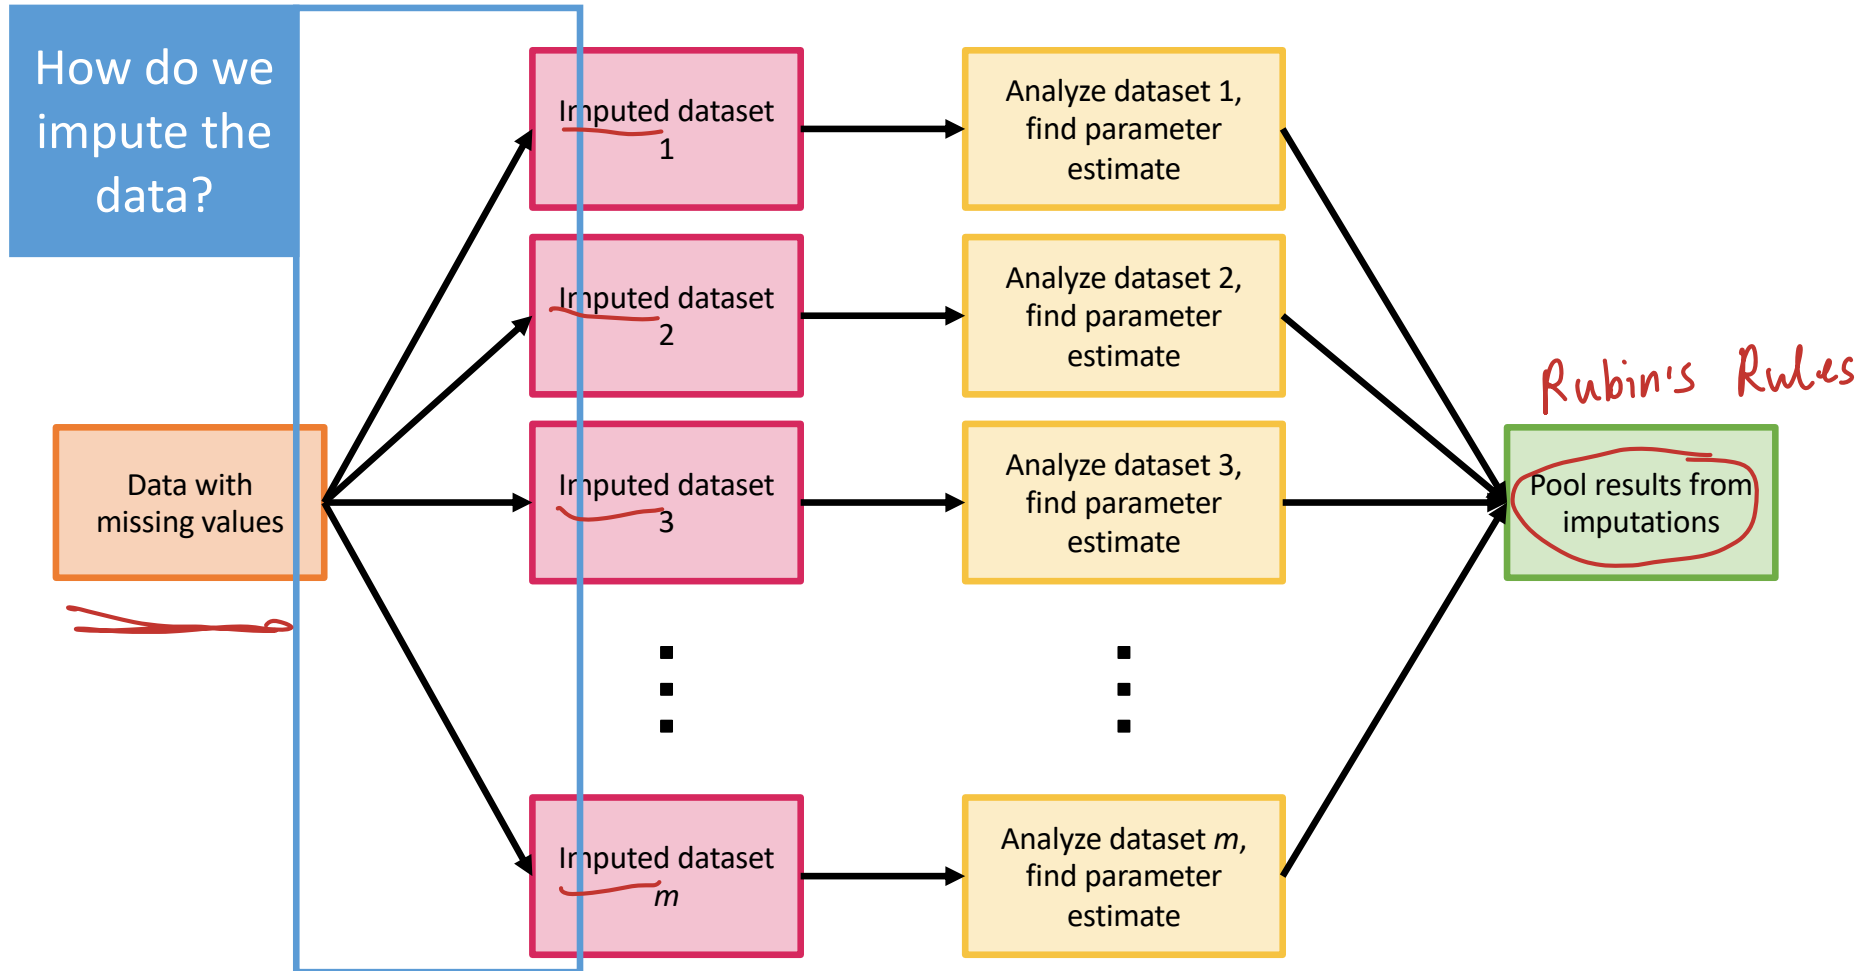 How do we
impute the
data?
Data with
missing values
Imputed dataset
1
Imputed dataset
2
Imputed dataset
3
Imputed dataset
m
Analyze dataset 1,
find parameter
estimate
Analyze dataset 2,
find parameter
estimate
Analyze dataset 3,
find parameter
estimate
Analyze dataset m,
find parameter
estimate
Rubin's Rules
Pool results from
imputations